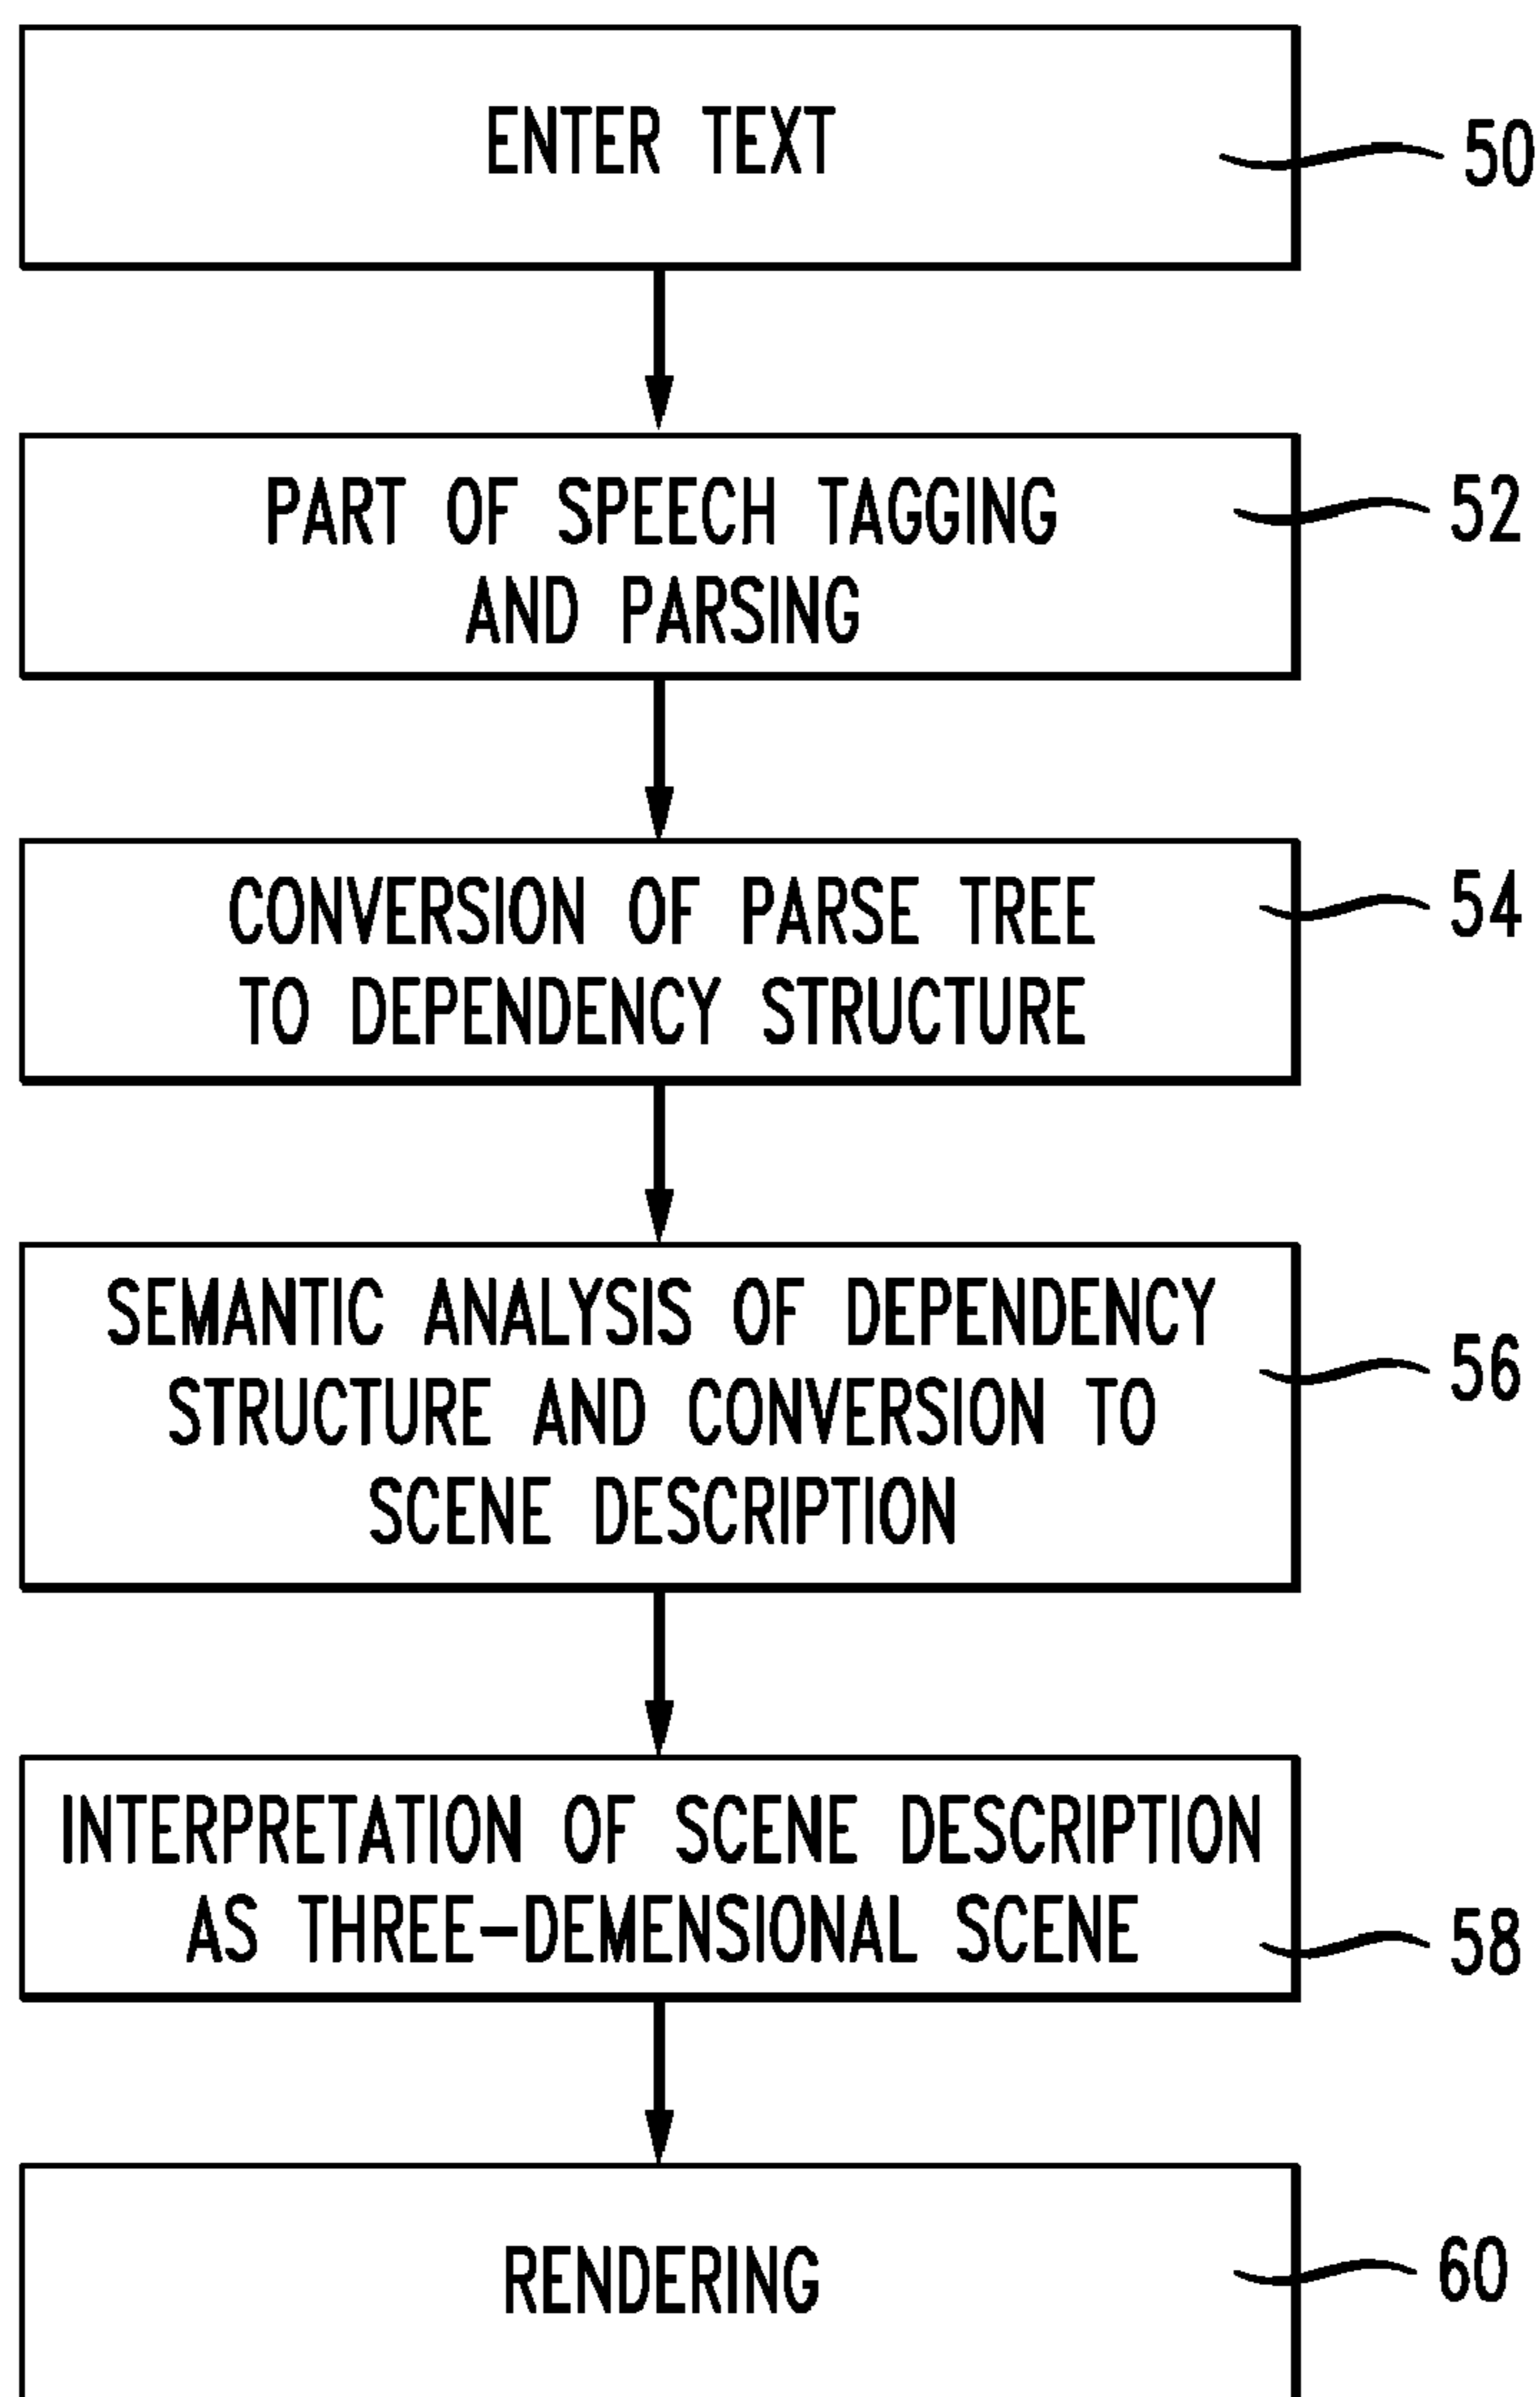 ENTER TEXT
50
PART OF SPEECH TAGGING
AND PARSING
52
CONVERSION OF PARSE TREE
TO DEPENDENCY STRUCTURE
54
SEMANTIC ANALYSIS OF DEPENDENCY
STRUCTURE AND CONVERSION TO
SCENE DESCRIPTION
56
INTERPRETATION OF SCENE DESCRIPTION
AS THREE-DEMENSIONAL SCENE
58
RENDERING
60